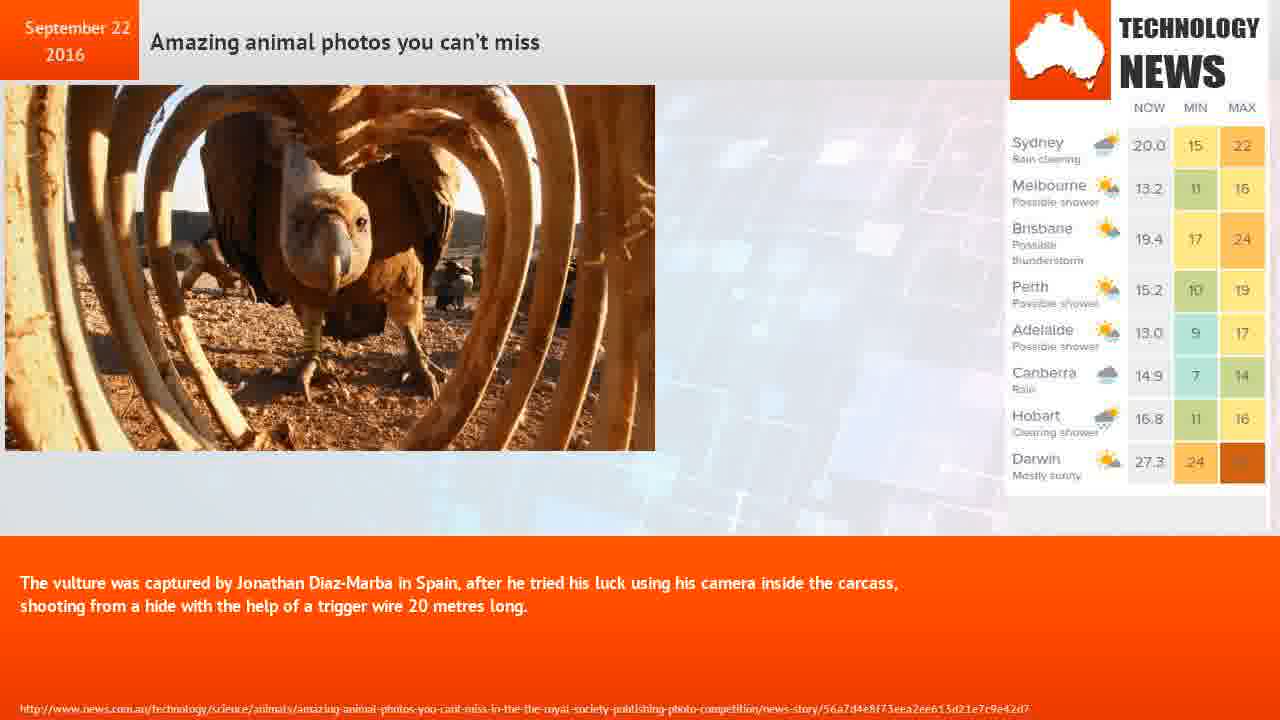 September 22
2016
Amazing animal photos you can't miss
TECHNOLOGY
NEWS
NOW MIN MAX
Sydney 20.0 15 22
Rain clearing
Melbourne 13.2 11 16
Possible shower
Brisbane 19.4 17 24
Possible
thunderstorm
Perth 15.2 10 19
Possible shower
Adelaide 13.0 9 17
Possible shower
Canberra 14.9 7 14
Rain
Hobart 16.8 11 16
Clearing shower
Darwin 27.3 24
Mostly sunny
The vulture was captured by Jonathan Diaz-Marba in Spain, after he tried his luck using his camera inside the carcass,
shooting from a hide with the help of a trigger wire 20 metres long.